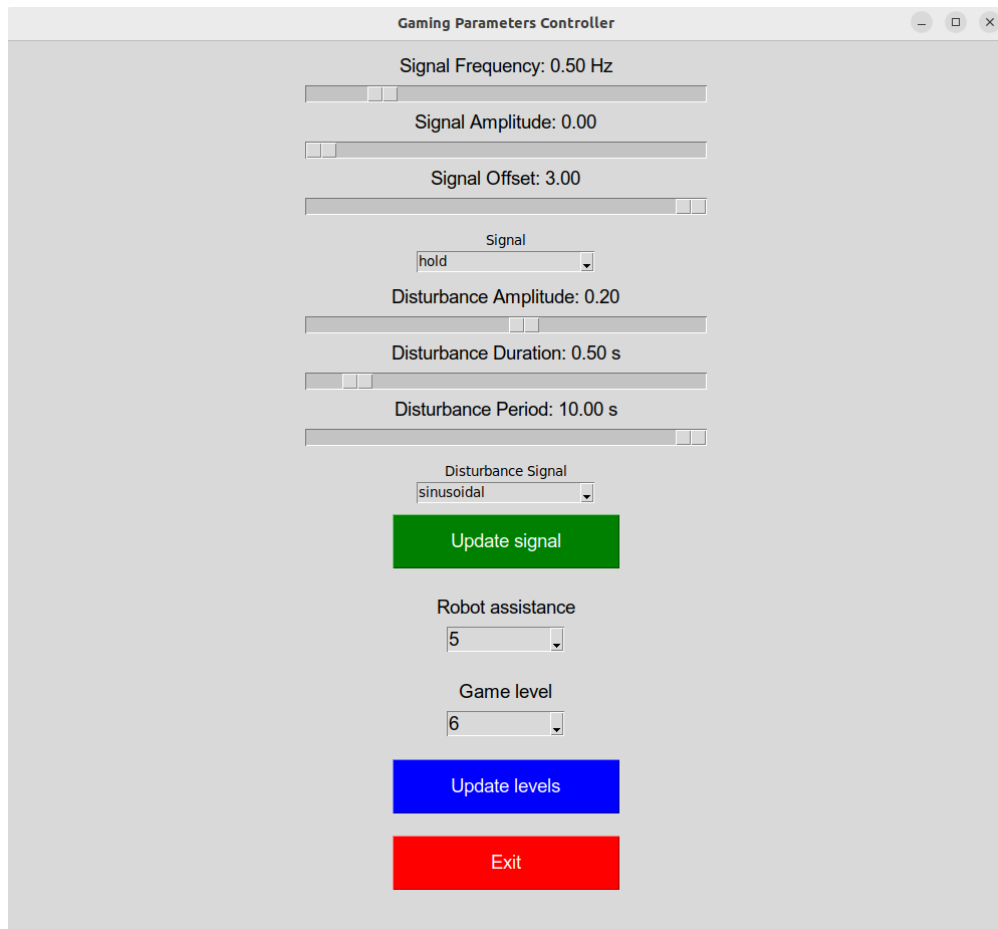 Gaming Parameters Controller
Signal Frequency: 0.50 Hz
Signal Amplitude: 0.00
Signal Offset: 3.00
Signal
hold
Disturbance Amplitude: 0.20
Disturbance Duration: 0.50 s
Disturbance Period: 10.00 s
Disturbance Signal
sinusoidal
Update signal
Robot assistance
5
Game level
6
Update levels
Exit